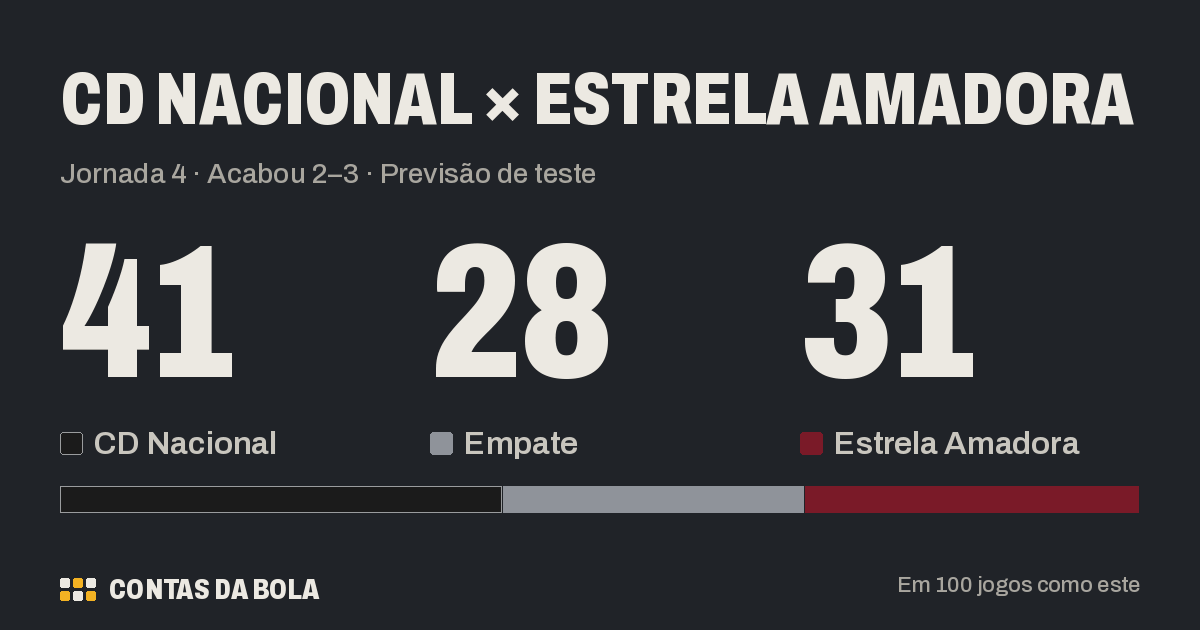 CD NACIONAL × ESTRELA AMADORA
Jornada 4 · Acabou 2–3 · Previsão de teste
41 28 31
CD Nacional Empate Estrela Amadora
CONTAS DA BOLA
Em 100 jogos como este